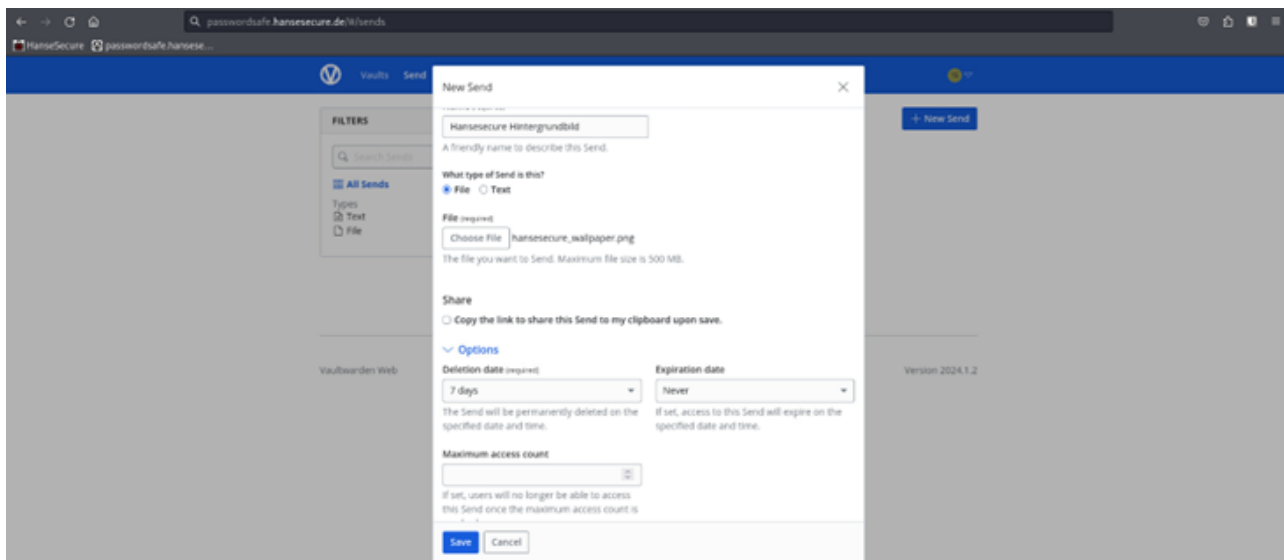 passwordsafe.hansesecure.de/#/sends
HanseSecure passwordsafe.hansese...
Vaults Send
New Send
FILTERS
Search Sends
All Sends
Types
Text
File
+ New Send
Hansesecure Hintergrundbild
A friendly name to describe this Send.
What type of Send is this?
File Text
File (required)
Choose File hansesecure_wallpaper.png
The file you want to Send. Maximum file size is 500 MB.
Share
Copy the link to share this Send to my clipboard upon save.
Options
Deletion date (required) Expiration date
7 days Never
The Send will be permanently deleted on the If set, access to this Send will expire on the
specified date and time. specified date and time.
Maximum access count
If set, users will no longer be able to access
this Send once the maximum access count is
Save Cancel
Vaultwarden Web Version 2024.1.2